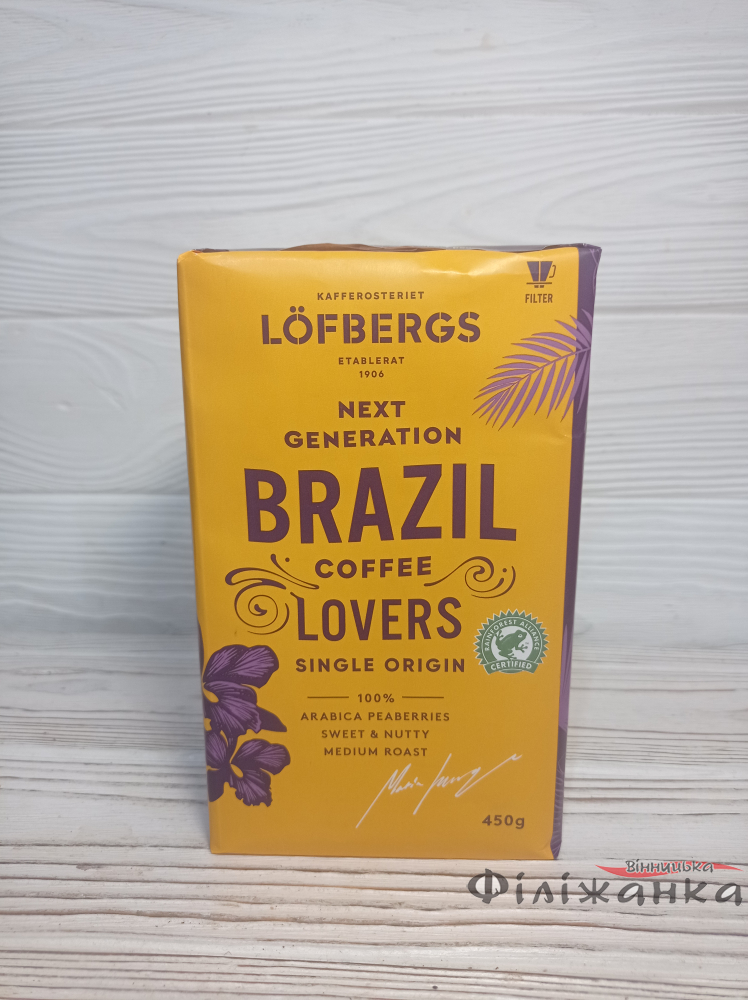 FILTER
KAFFEROSTERIET
LÖFBERGS
ETABLERAT
1906
NEXT
GENERATION
BRAZIL
COFFEE
LOVERS
SINGLE ORIGIN
RAINFOREST ALLIANCE
CERTIFIED
100%
ARABICA PEABERRIES
SWEET & NUTTY
MEDIUM ROAST
450g
Вінницька
Філіжанка